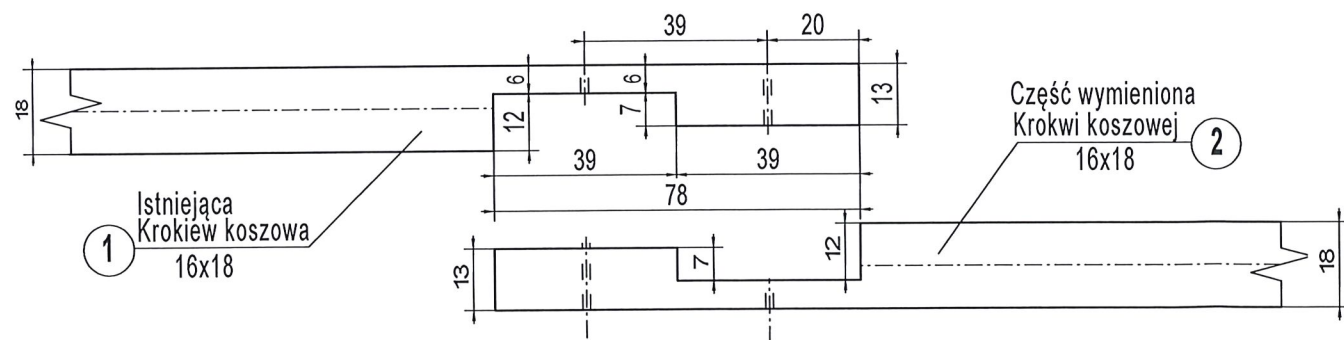 39
20
18
6
6
7
12
13
39
39
78
1
Istniejąca
Krokiew koszowa
16x18
Część wymieniona
Krokwi koszowej
16x18
2
13
7
12
18